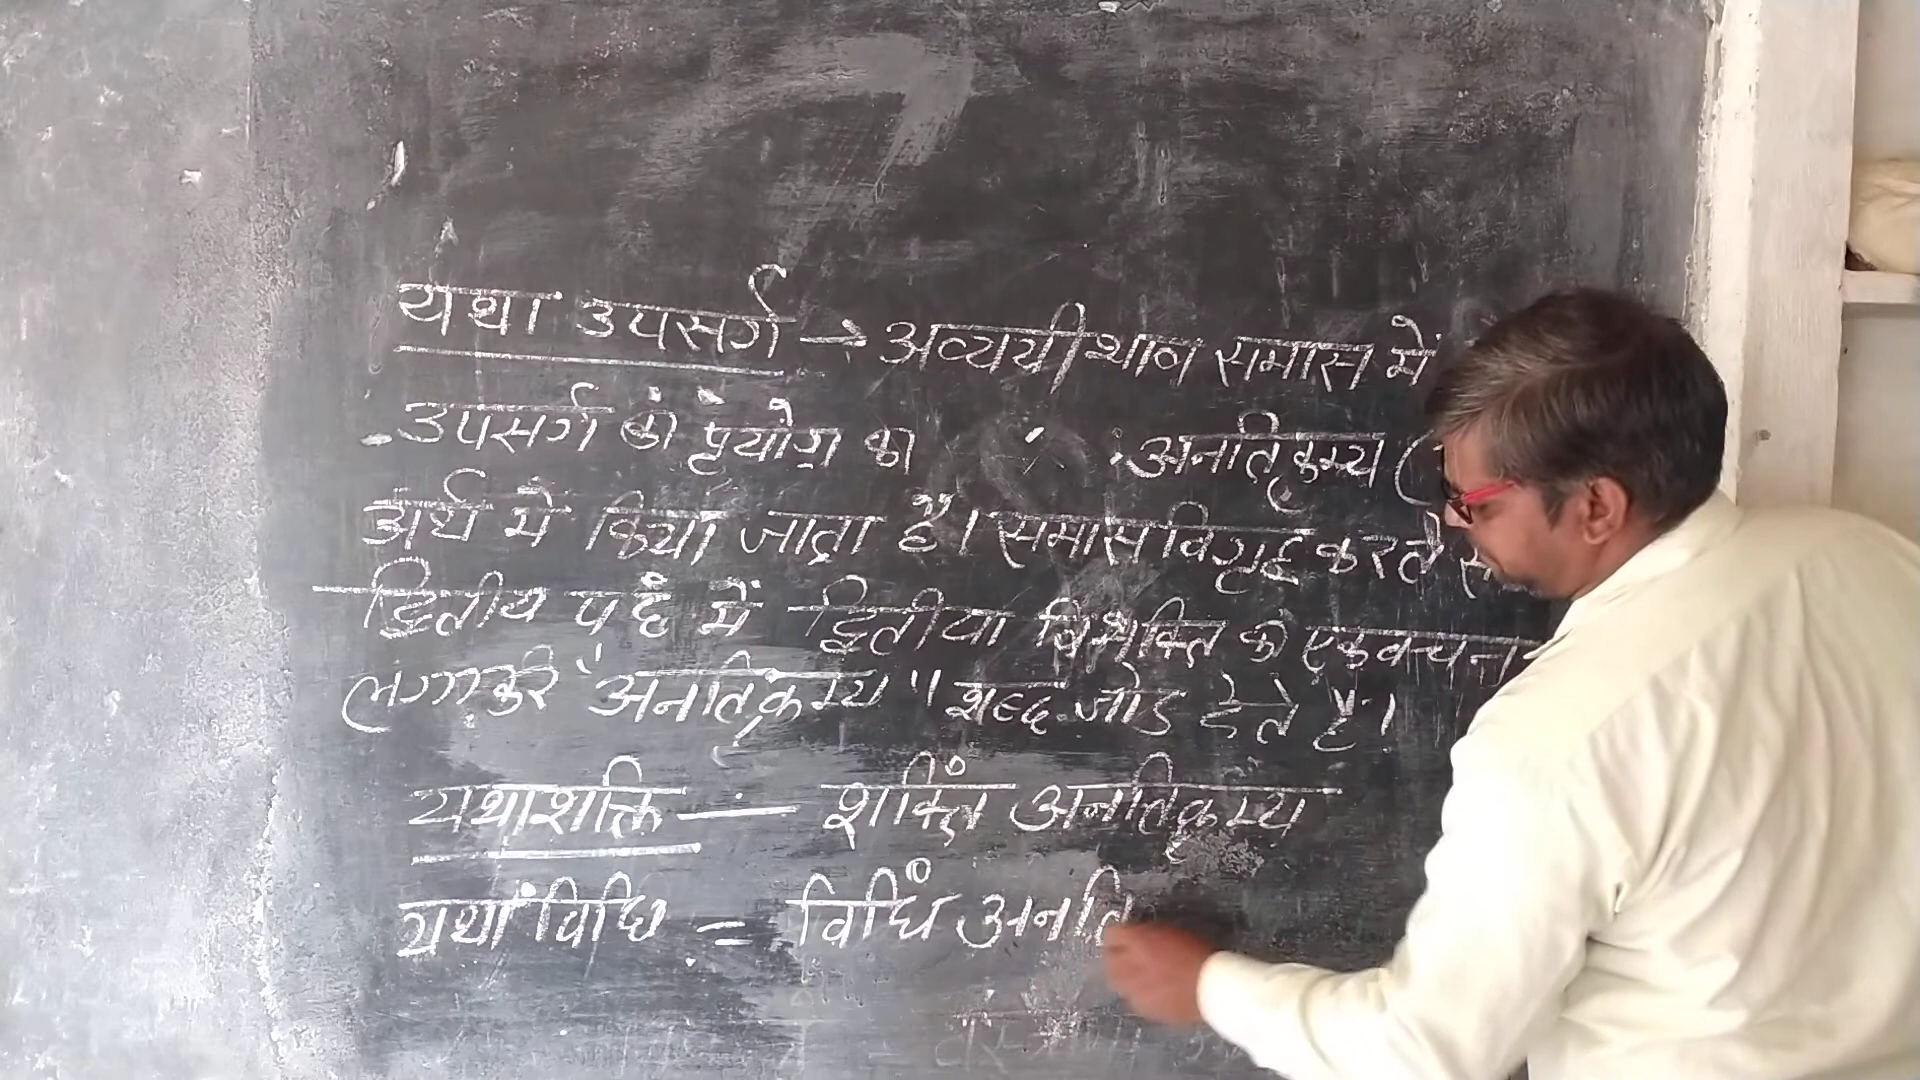 यथा उपसर्ग → अव्ययीभाव समास में
उपसर्ग का प्रयोग का अनतिक्रम्य (
अर्थ में किया जाता है। समास विग्रह करते
द्वितीय पद में द्वितीया विभक्ति का एकवचन
लगाकर "अनतिक्रम्य" शब्द जोड देते है।
यथाशक्ति — शक्तिं अनतिक्रम्य
यथाविधि = विधिं अनति